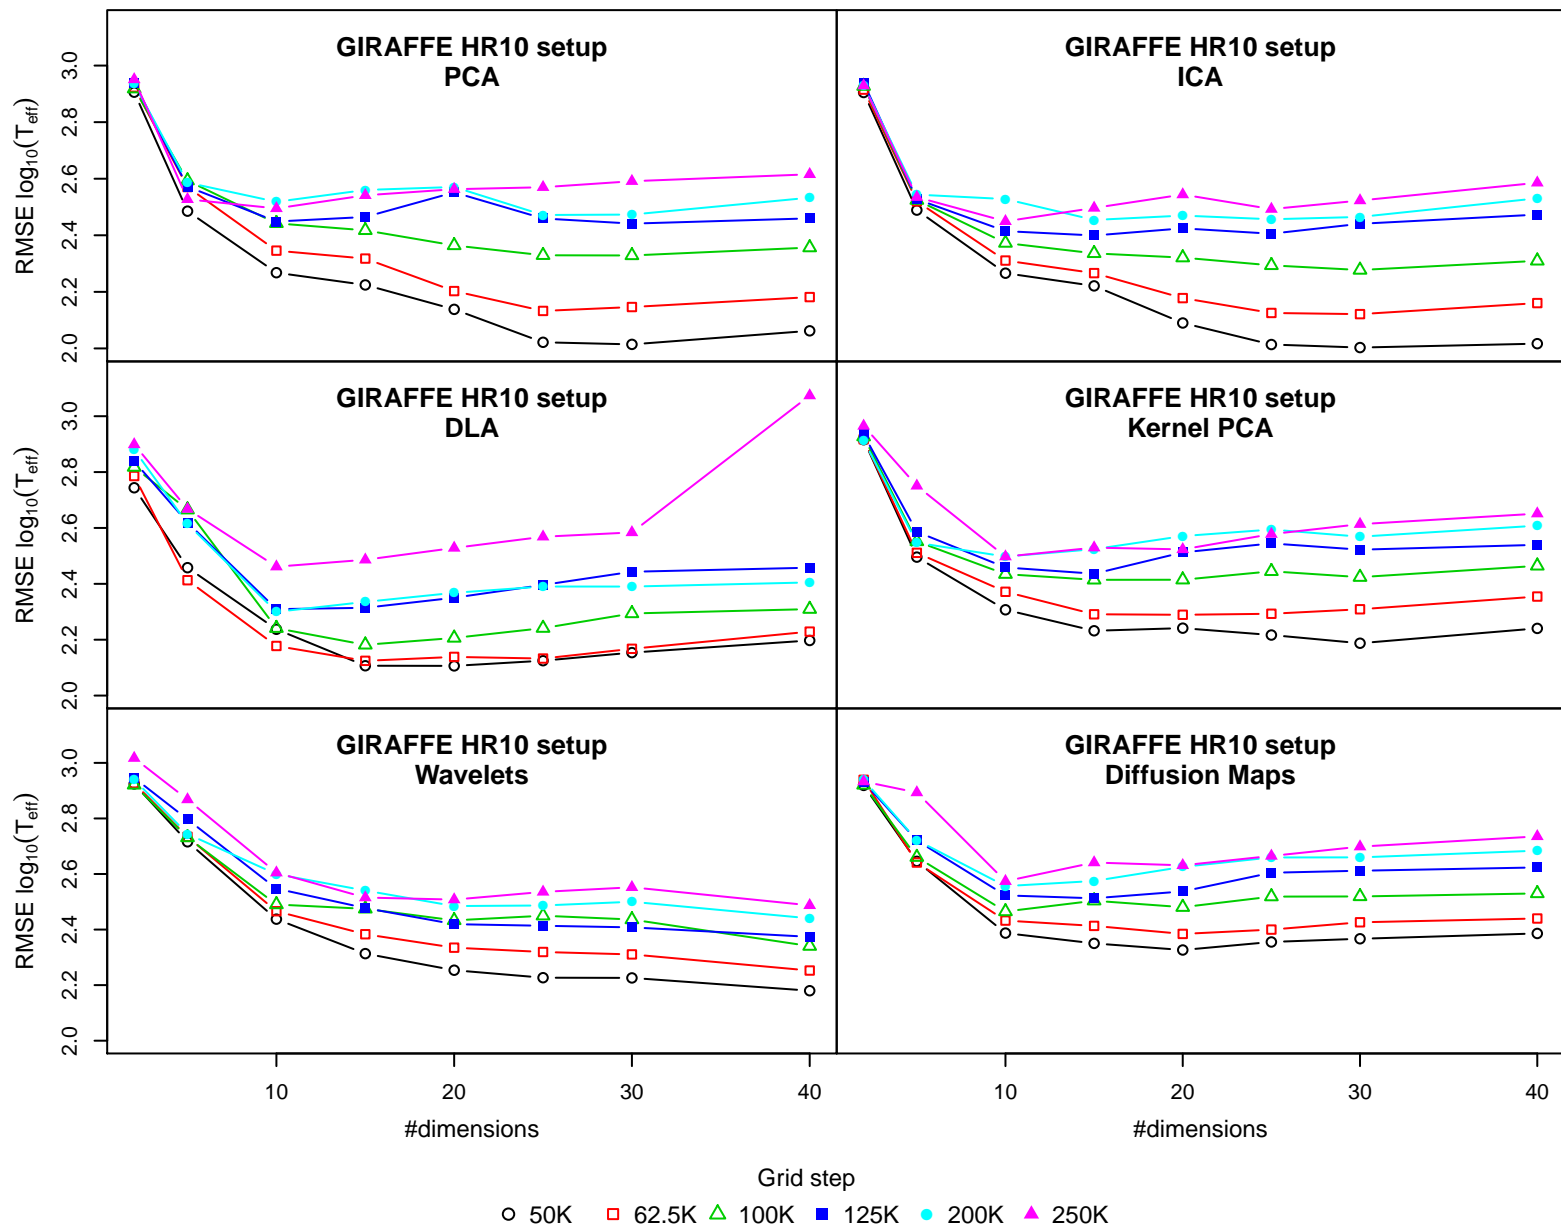 GIRAFFE HR10 setup
PCA
GIRAFFE HR10 setup
ICA
RMSE log₁₀(Tₑff)
3.0
2.8
2.6
2.4
2.2
2.0
GIRAFFE HR10 setup
DLA
GIRAFFE HR10 setup
Kernel PCA
RMSE log₁₀(Tₑff)
3.0
2.8
2.6
2.4
2.2
2.0
GIRAFFE HR10 setup
Wavelets
GIRAFFE HR10 setup
Diffusion Maps
RMSE log₁₀(Tₑff)
3.0
2.8
2.6
2.4
2.2
2.0
10 20 30 40
10 20 30 40
#dimensions
#dimensions
Grid step
50K 62.5K 100K 125K 200K 250K